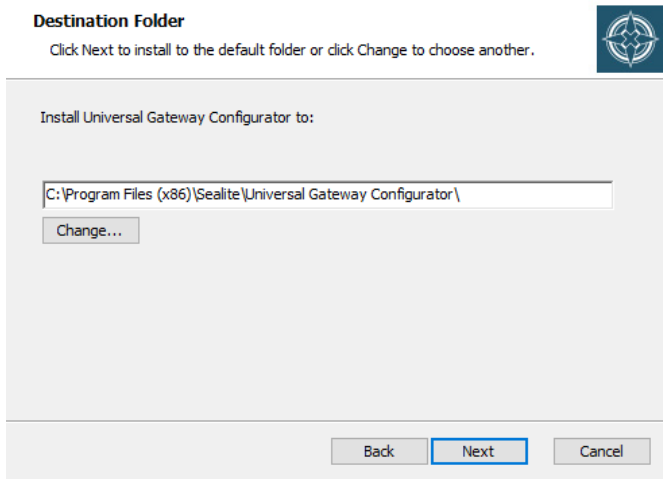 Destination Folder
Click Next to install to the default folder or click Change to choose another.
Install Universal Gateway Configurator to:
C:\Program Files (x86)\Sealite\Universal Gateway Configurator\
Change...
Back Next Cancel